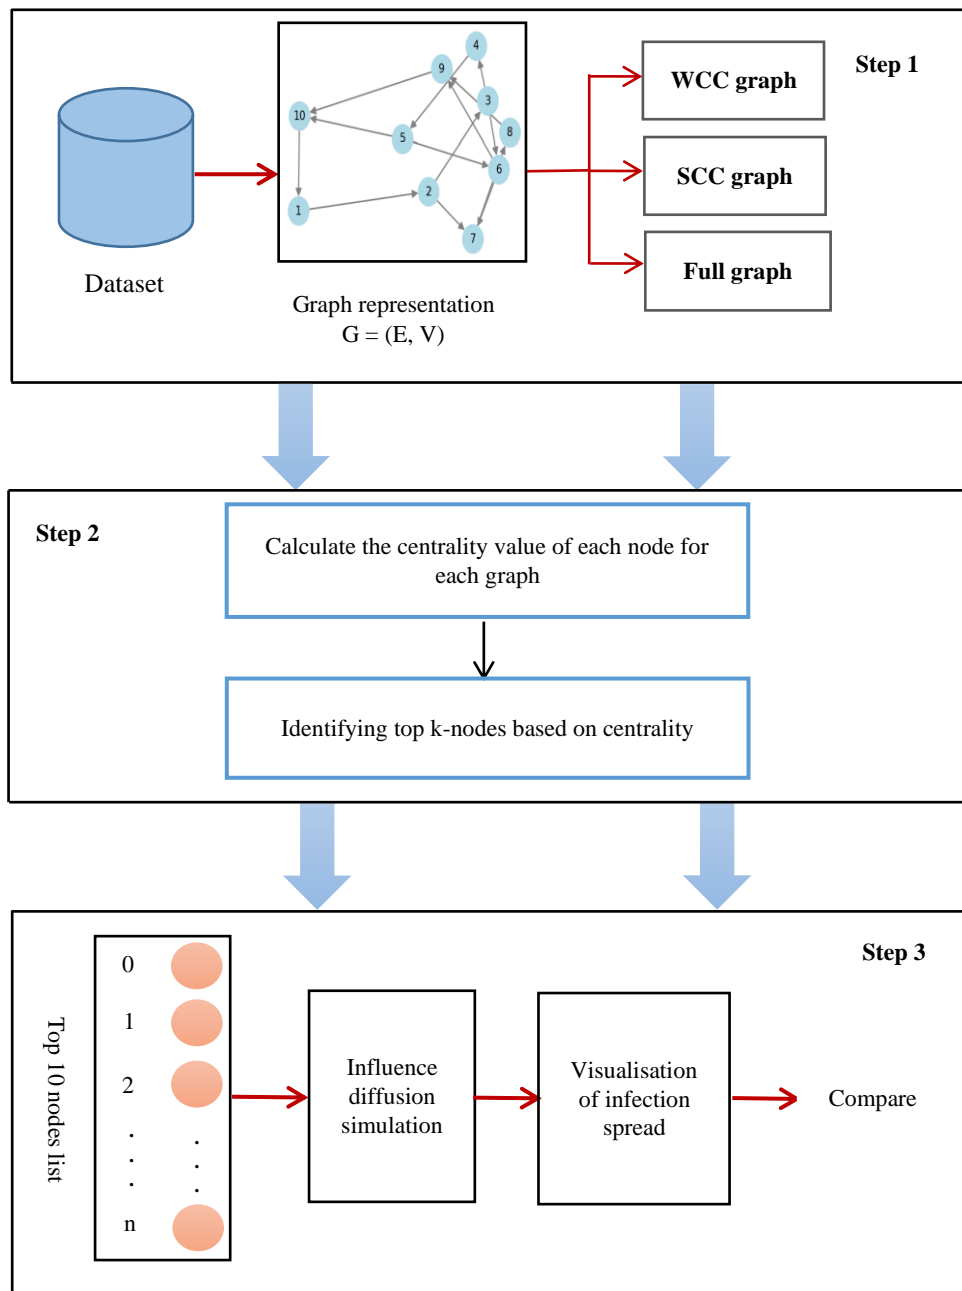 Step 1
WCC graph
SCC graph
Full graph
4
9
3
10
8
5
6
2
1
7
Dataset
Graph representation
G = (E, V)
Step 2
Calculate the centrality value of each node for
each graph
Identifying top k-nodes based on centrality
Step 3
Top 10 nodes list
0
1
2
. .
. .
. .
n
Influence
diffusion
simulation
Visualisation
of infection
spread
Compare